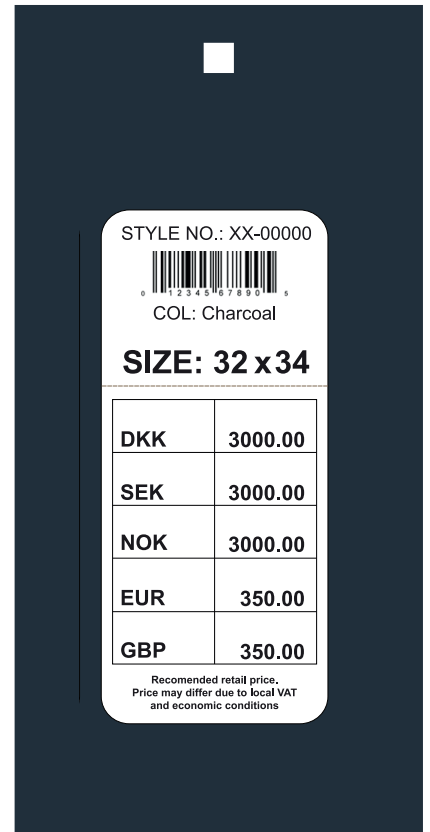 STYLE NO.: XX-00000
0 12345 67890 5
COL: Charcoal
SIZE: 32 x 34
DKK 3000.00
SEK 3000.00
NOK 3000.00
EUR 350.00
GBP 350.00
Recomended retail price.
Price may differ due to local VAT
and economic conditions